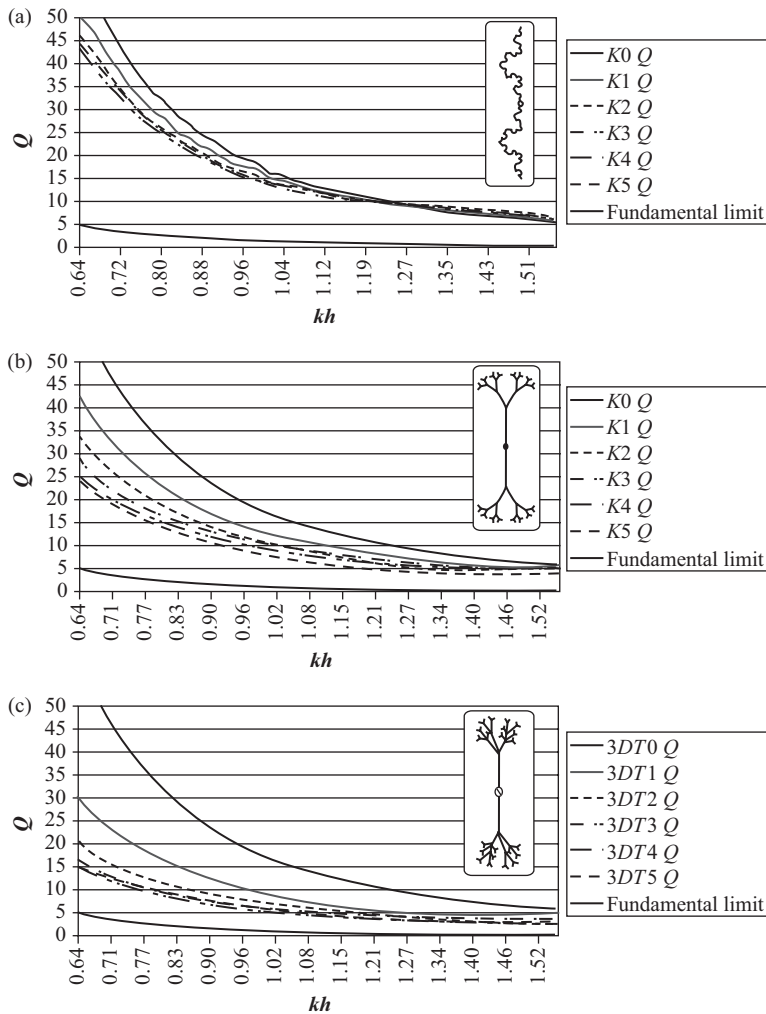 (a)
50
45
40
35
30
25
20
15
10
5
0
Q
0.64
0.72
0.80
0.88
0.96
1.04
1.12
1.19
1.27
1.35
1.43
1.51
kh
K0 Q
K1 Q
K2 Q
K3 Q
K4 Q
K5 Q
Fundamental limit
(b)
50
45
40
35
30
25
20
15
10
5
0
Q
0.64
0.71
0.77
0.83
0.90
0.96
1.02
1.08
1.15
1.21
1.27
1.34
1.40
1.46
1.52
kh
K0 Q
K1 Q
K2 Q
K3 Q
K4 Q
K5 Q
Fundamental limit
(c)
50
45
40
35
30
25
20
15
10
5
0
Q
0.64
0.71
0.77
0.83
0.90
0.96
1.02
1.08
1.15
1.21
1.27
1.34
1.40
1.46
1.52
kh
3DT0 Q
3DT1 Q
3DT2 Q
3DT3 Q
3DT4 Q
3DT5 Q
Fundamental limit